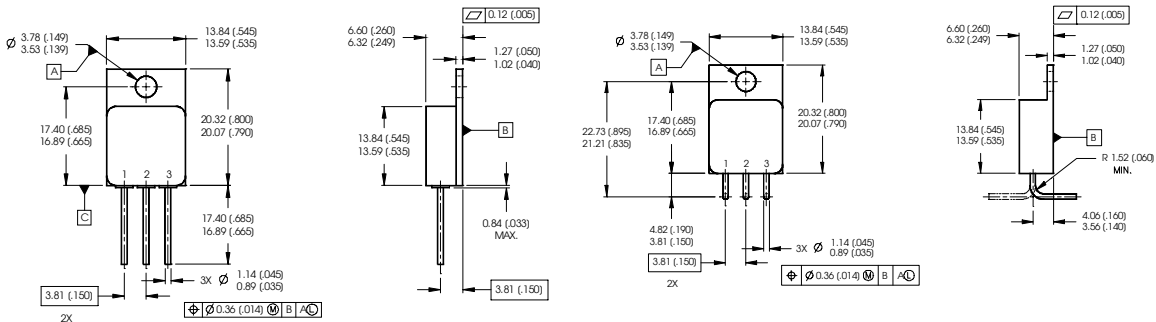 0.12 (.005)
Ø 3.78 (.149)
3.53 (.139)
13.84 (.545)
13.59 (.535)
A
17.40 (.685)
16.89 (.665)
20.32 (.800)
20.07 (.790)
1 2 3
C
17.40 (.685)
16.89 (.665)
3X Ø 1.14 (.045)
0.89 (.035)
3.81 (.150)
2X
⌖ Ø 0.36 (.014) Ⓜ B A Ⓛ
6.60 (.260)
6.32 (.249)
1.27 (.050)
1.02 (.040)
13.84 (.545)
13.59 (.535)
B
0.84 (.033)
MAX.
3.81 (.150)
Ø 3.78 (.149)
3.53 (.139)
13.84 (.545)
13.59 (.535)
A
22.73 (.895)
21.21 (.835)
17.40 (.685)
16.89 (.665)
20.32 (.800)
20.07 (.790)
1 2 3
4.82 (.190)
3.81 (.150)
3X Ø 1.14 (.045)
0.89 (.035)
3.81 (.150)
2X
⌖ Ø 0.36 (.014) Ⓜ B A Ⓛ
0.12 (.005)
6.60 (.260)
6.32 (.249)
1.27 (.050)
1.02 (.040)
13.84 (.545)
13.59 (.535)
B
R 1.52 (.060)
MIN.
4.06 (.160)
3.56 (.140)